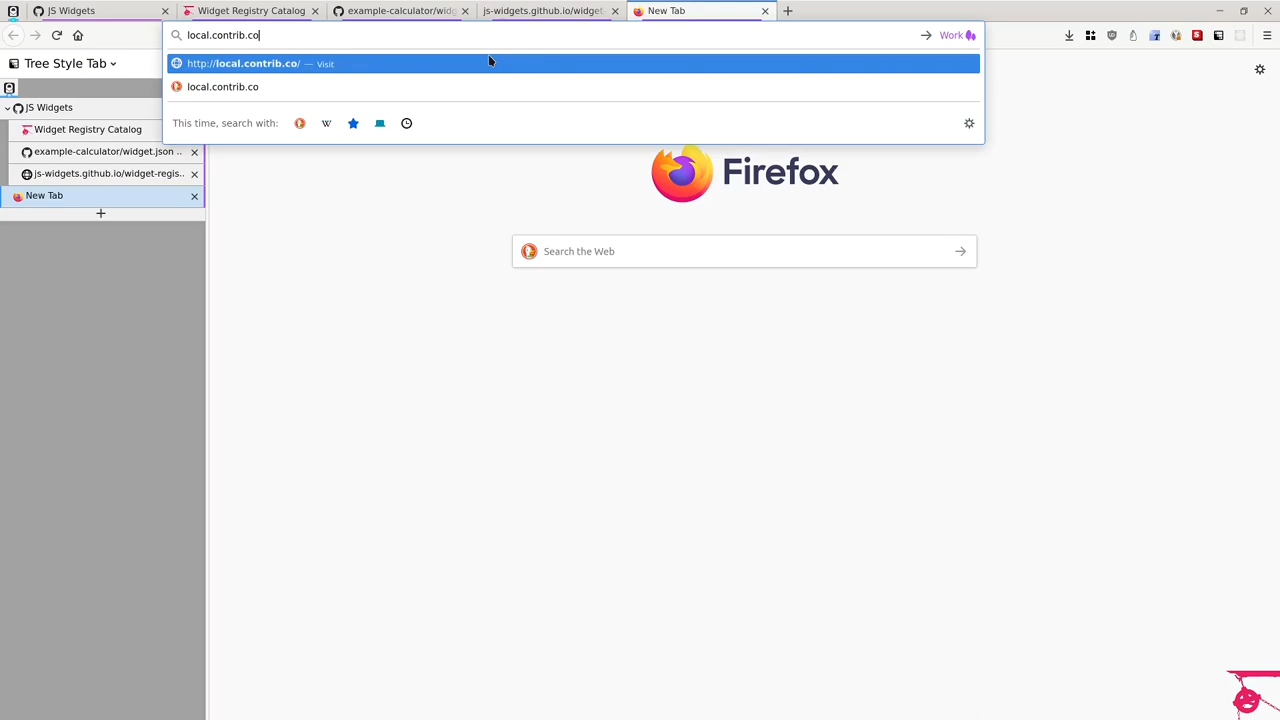 JS Widgets
Widget Registry Catalog
example-calculator/widg
js-widgets.github.io/widget-
New Tab
local.contrib.co
Work
Tree Style Tab
http://local.contrib.co/ — Visit
local.contrib.co
This time, search with:
W
JS Widgets
Widget Registry Catalog
example-calculator/widget.json ..
js-widgets.github.io/widget-regis..
New Tab
Firefox
Search the Web